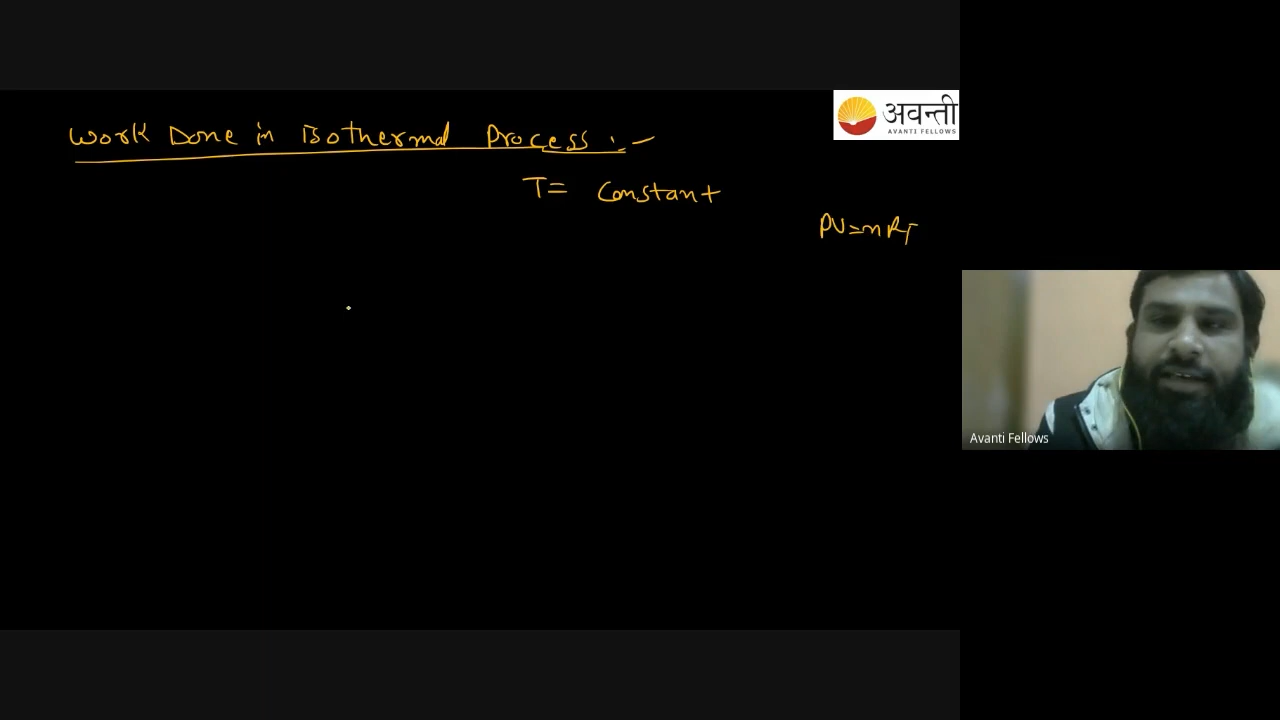 Work Done in Isothermal Process :-
T= Constant
PV=nRT
अवन्ती
AVANTI FELLOWS
Avanti Fellows